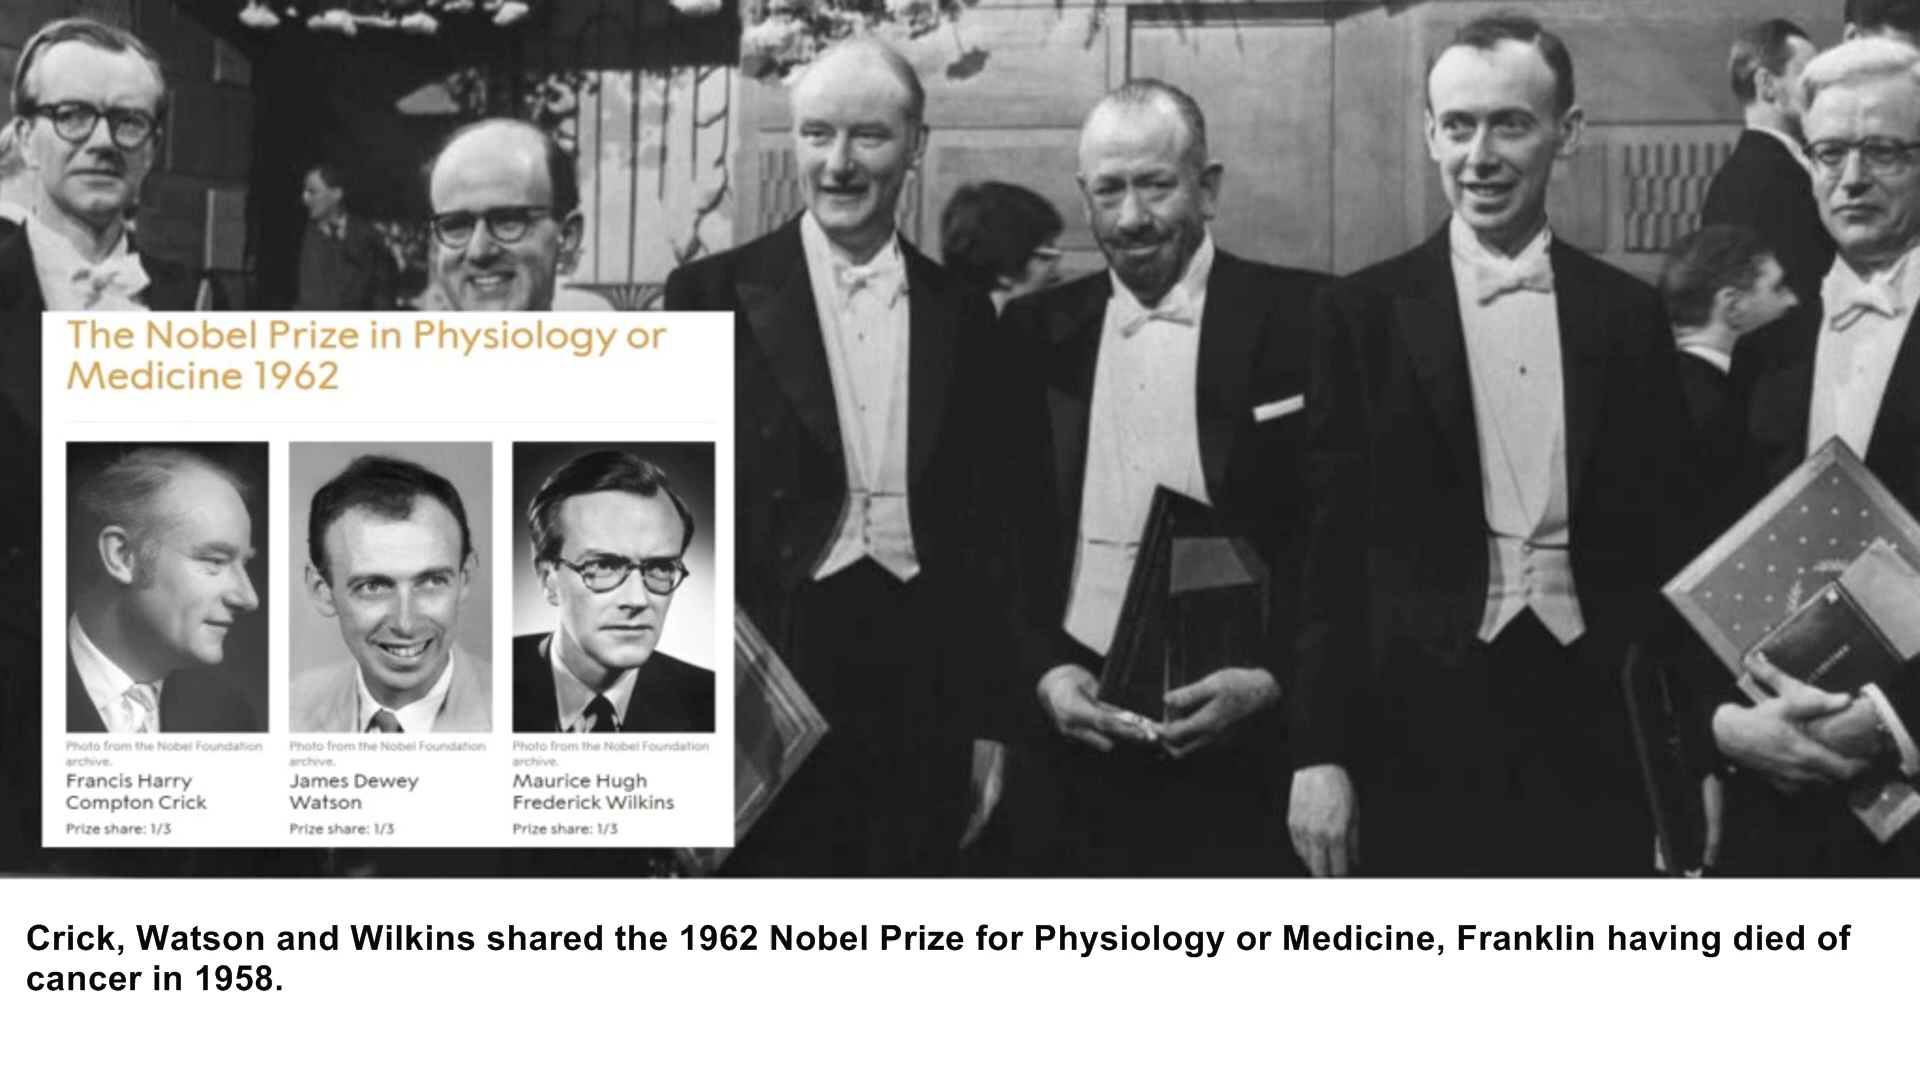 The Nobel Prize in Physiology or
Medicine 1962
Photo from the Nobel Foundation
archive.
Francis Harry
Compton Crick
Prize share: 1/3
Photo from the Nobel Foundation
archive.
James Dewey
Watson
Prize share: 1/3
Photo from the Nobel Foundation
archive.
Maurice Hugh
Frederick Wilkins
Prize share: 1/3
Crick, Watson and Wilkins shared the 1962 Nobel Prize for Physiology or Medicine, Franklin having died of
cancer in 1958.